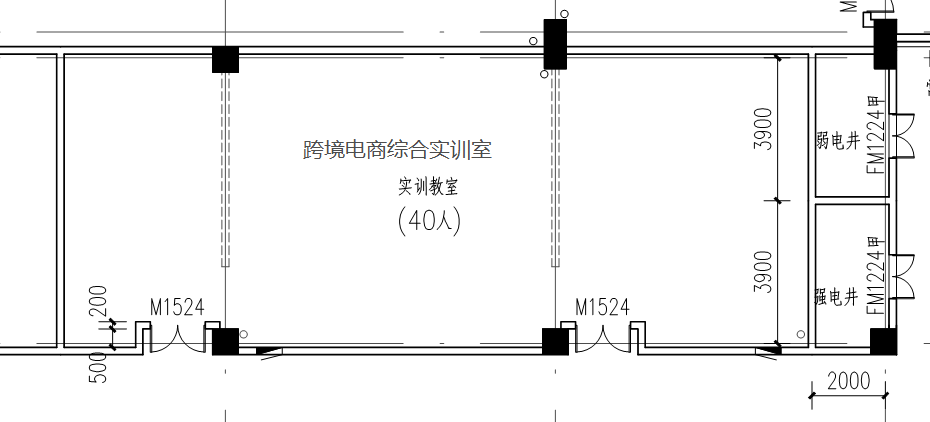 M
3900
跨境电商综合实训室
弱电井
FM1224甲
实训教室
(40人)
3900
强电井
FM1224甲
M1524
M1524
200
500
2000